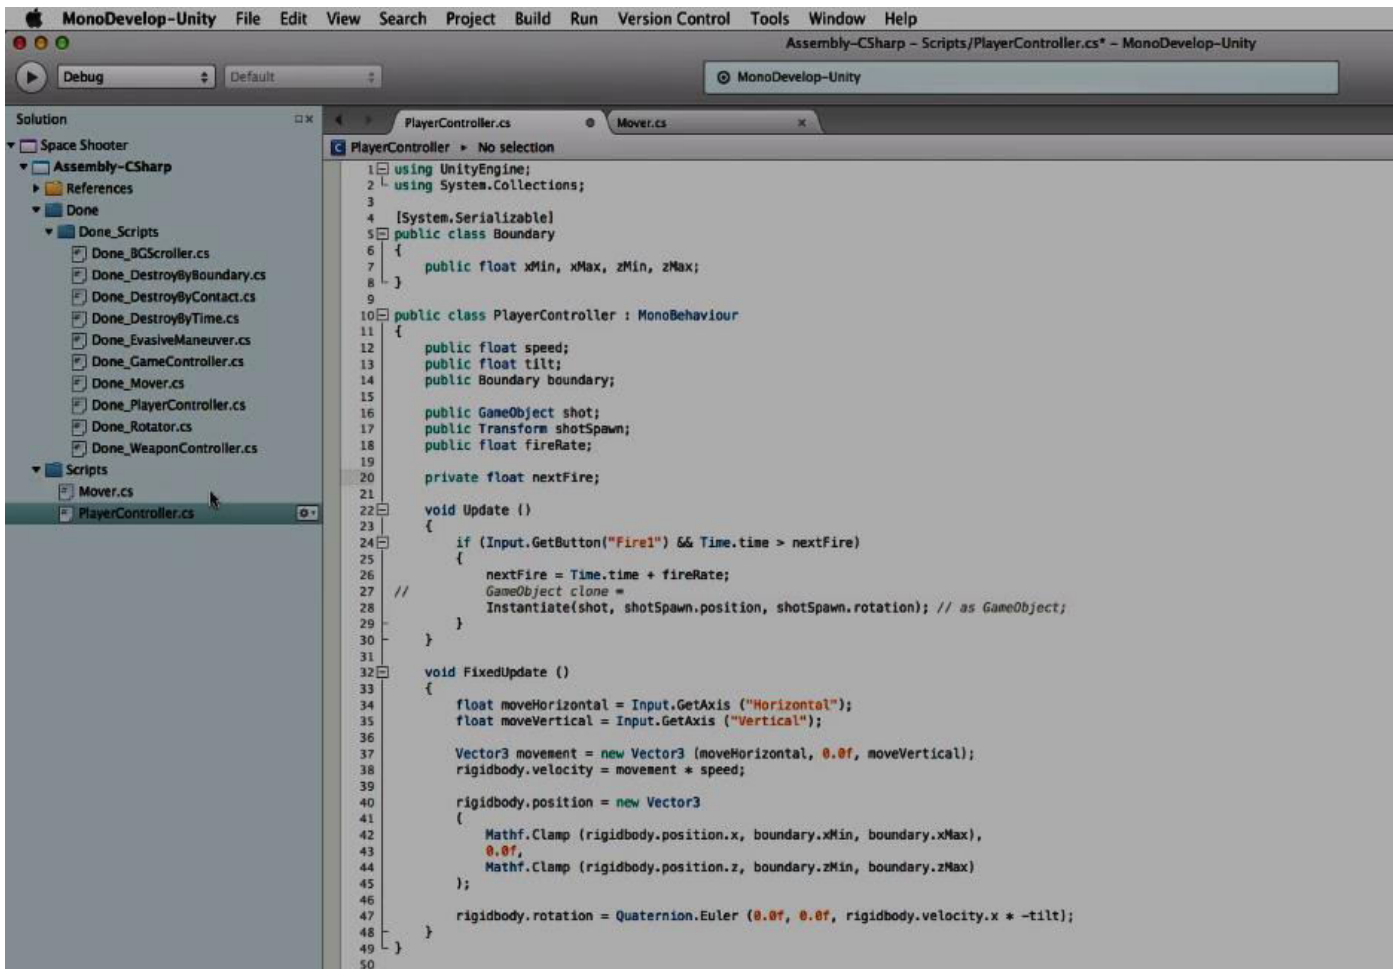 MonoDevelop-Unity File Edit View Search Project Build Run Version Control Tools Window Help
Assembly-CSharp – Scripts/PlayerController.cs* – MonoDevelop-Unity
Debug Default MonoDevelop-Unity
Solution
Space Shooter
Assembly-CSharp
References
Done
Done_Scripts
Done_BGScroller.cs
Done_DestroyByBoundary.cs
Done_DestroyByContact.cs
Done_DestroyByTime.cs
Done_EvasiveManeuver.cs
Done_GameController.cs
Done_Mover.cs
Done_PlayerController.cs
Done_Rotator.cs
Done_WeaponController.cs
Scripts
Mover.cs
PlayerController.cs
PlayerController.cs Mover.cs
PlayerController ▸ No selection
1 using UnityEngine;
2 using System.Collections;
3
4 [System.Serializable]
5 public class Boundary
6 {
7 public float xMin, xMax, zMin, zMax;
8 }
9
10 public class PlayerController : MonoBehaviour
11 {
12 public float speed;
13 public float tilt;
14 public Boundary boundary;
15
16 public GameObject shot;
17 public Transform shotSpawn;
18 public float fireRate;
19
20 private float nextFire;
21
22 void Update ()
23 {
24 if (Input.GetButton("Fire1") && Time.time > nextFire)
25 {
26 nextFire = Time.time + fireRate;
27 // GameObject clone =
28 Instantiate(shot, shotSpawn.position, shotSpawn.rotation); // as GameObject;
29 }
30 }
31
32 void FixedUpdate ()
33 {
34 float moveHorizontal = Input.GetAxis ("Horizontal");
35 float moveVertical = Input.GetAxis ("Vertical");
36
37 Vector3 movement = new Vector3 (moveHorizontal, 0.0f, moveVertical);
38 rigidbody.velocity = movement * speed;
39
40 rigidbody.position = new Vector3
41 (
42 Mathf.Clamp (rigidbody.position.x, boundary.xMin, boundary.xMax),
43 0.0f,
44 Mathf.Clamp (rigidbody.position.z, boundary.zMin, boundary.zMax)
45 );
46
47 rigidbody.rotation = Quaternion.Euler (0.0f, 0.0f, rigidbody.velocity.x * -tilt);
48 }
49 }
50